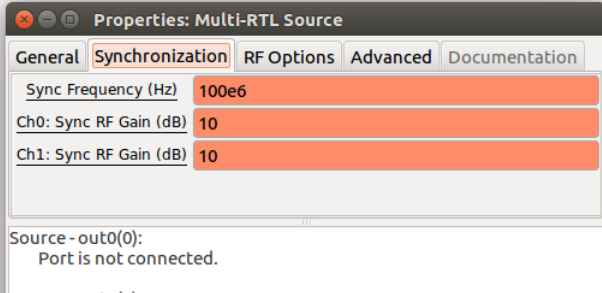 Properties: Multi-RTL Source
General Synchronization RF Options Advanced Documentation
Sync Frequency (Hz) 100e6
Ch0: Sync RF Gain (dB) 10
Ch1: Sync RF Gain (dB) 10
Source - out0(0):
Port is not connected.